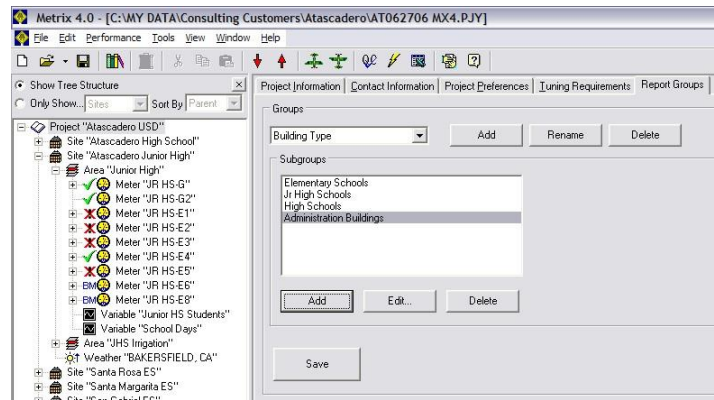 Metrix 4.0 - [C:\MY DATA\Consulting Customers\Atascadero\AT062706 MX4.PJY]
File Edit Performance Tools View Window Help
Show Tree Structure
Only Show... Sites Sort By Parent
Project "Atascadero USD"
Site "Atascadero High School"
Site "Atascadero Junior High"
Area "Junior High"
Meter "JR HS-G"
Meter "JR HS-G2"
Meter "JR HS-E1"
Meter "JR HS-E2"
Meter "JR HS-E3"
Meter "JR HS-E4"
Meter "JR HS-E5"
BM Meter "JR HS-E6"
BM Meter "JR HS-E8"
Variable "Junior HS Students"
Variable "School Days"
Area "JHS Irrigation"
Weather "BAKERSFIELD, CA"
Site "Santa Rosa ES"
Site "Santa Margarita ES"
Site "San Gabriel ES"
Project Information Contact Information Project Preferences Tuning Requirements Report Groups
Groups
Building Type Add Rename Delete
Subgroups
Elementary Schools
Jr High Schools
High Schools
Administration Buildings
Add Edit... Delete
Save